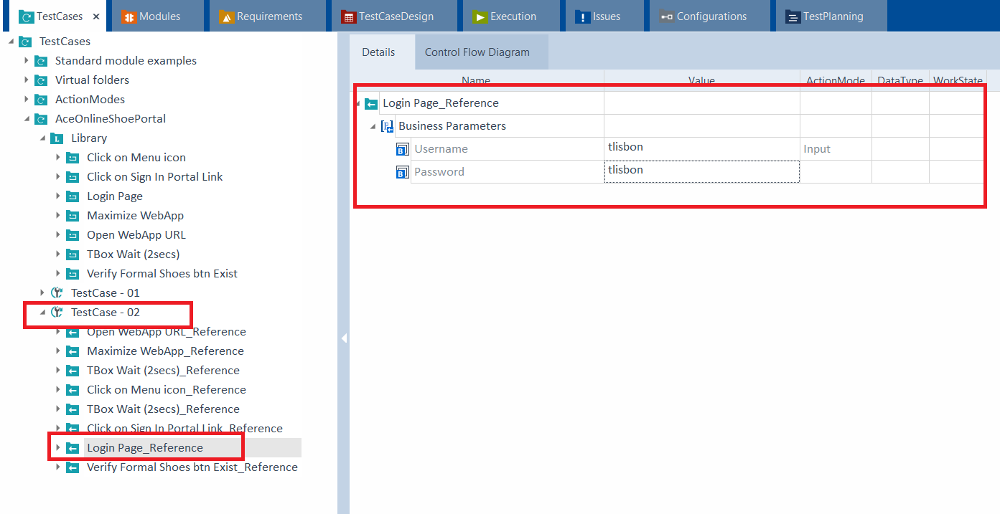 TestCases ×
Modules
Requirements
TestCaseDesign
Execution
Issues
Configurations
TestPlanning
TestCases
Standard module examples
Virtual folders
ActionModes
AceOnlineShoePortal
Library
Click on Menu icon
Click on Sign In Portal Link
Login Page
Maximize WebApp
Open WebApp URL
TBox Wait (2secs)
Verify Formal Shoes btn Exist
TestCase - 01
TestCase - 02
Open WebApp URL_Reference
Maximize WebApp_Reference
TBox Wait (2secs)_Reference
Click on Menu icon_Reference
TBox Wait (2secs)_Reference
Click on Sign In Portal Link_Reference
Login Page_Reference
Verify Formal Shoes btn Exist_Reference
Details
Control Flow Diagram
Name Value ActionMode DataType WorkState
Login Page_Reference
Business Parameters
Username tlisbon Input
Password tlisbon